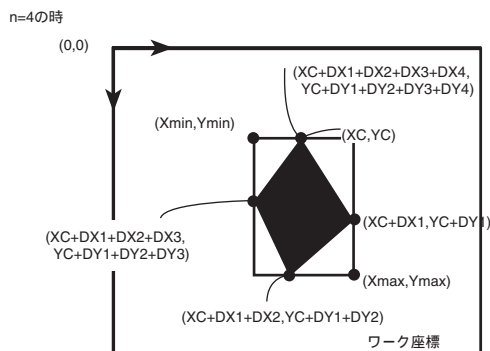 n=4の時
(0,0)
(XC+DX1+DX2+DX3+DX4,
YC+DY1+DY2+DY3+DY4)
(Xmin,Ymin)
(XC,YC)
(XC+DX1,YC+DY1)
(XC+DX1+DX2+DX3,
YC+DY1+DY2+DY3)
(Xmax,Ymax)
(XC+DX1+DX2,YC+DY1+DY2)
ワーク座標